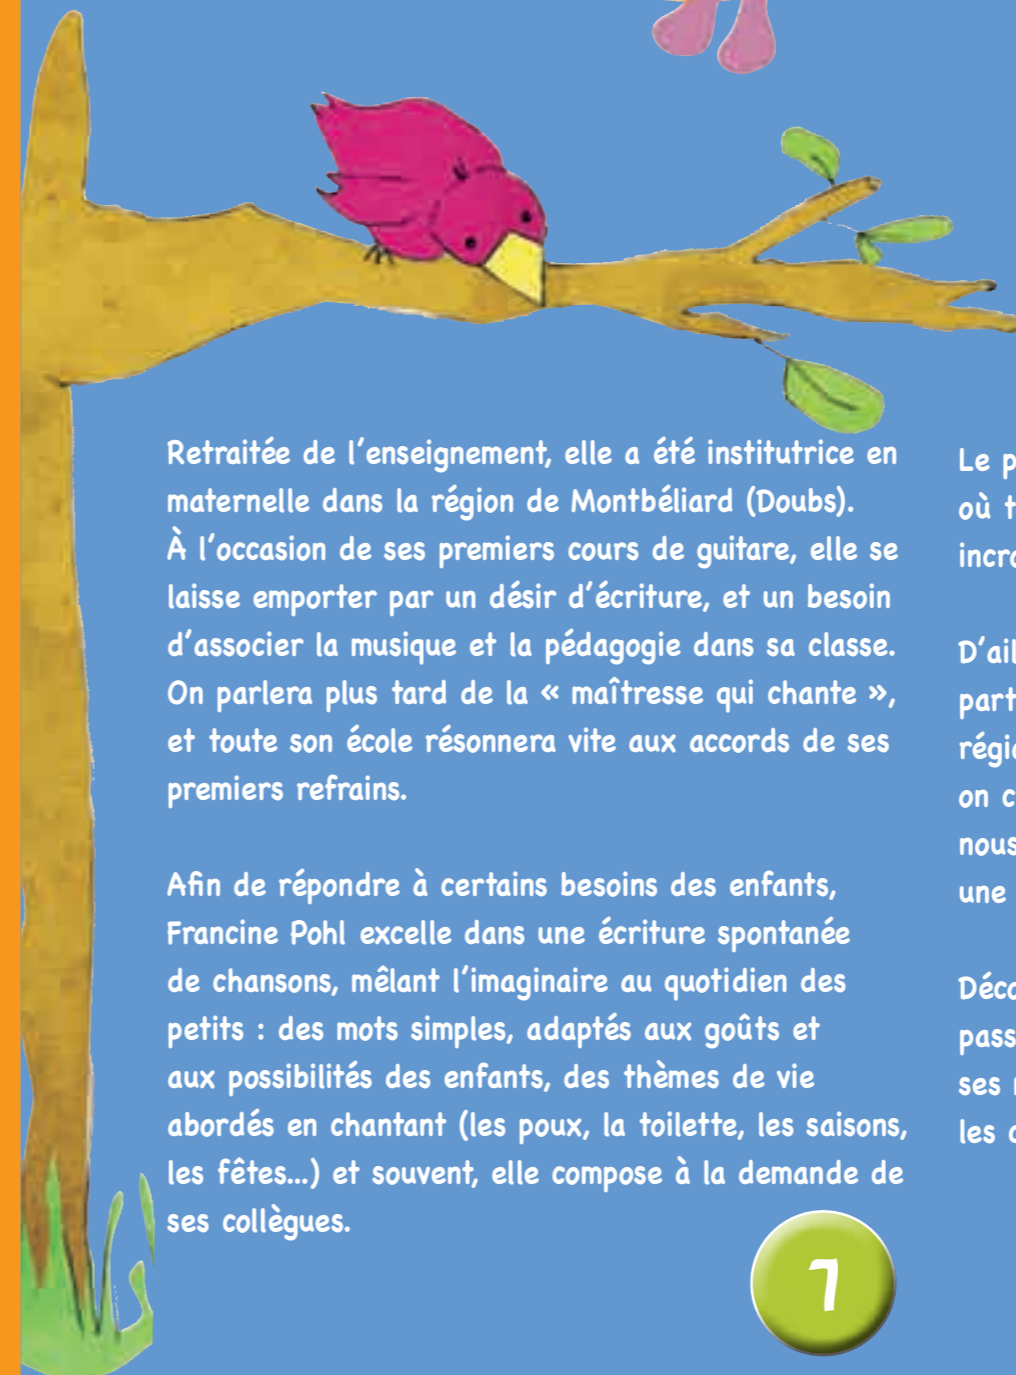 Retraitée de l'enseignement, elle a été institutrice en
maternelle dans la région de Montbéliard (Doubs).
À l'occasion de ses premiers cours de guitare, elle se
laisse emporter par un désir d'écriture, et un besoin
d'associer la musique et la pédagogie dans sa classe.
On parlera plus tard de la « maîtresse qui chante »,
et toute son école résonnera vite aux accords de ses
premiers refrains.
Afin de répondre à certains besoins des enfants,
Francine Pohl excelle dans une écriture spontanée
de chansons, mêlant l'imaginaire au quotidien des
petits : des mots simples, adaptés aux goûts et
aux possibilités des enfants, des thèmes de vie
abordés en chantant (les poux, la toilette, les saisons,
les fêtes...) et souvent, elle compose à la demande de
ses collègues.
7
Le
où
on
nous
une
ses
les